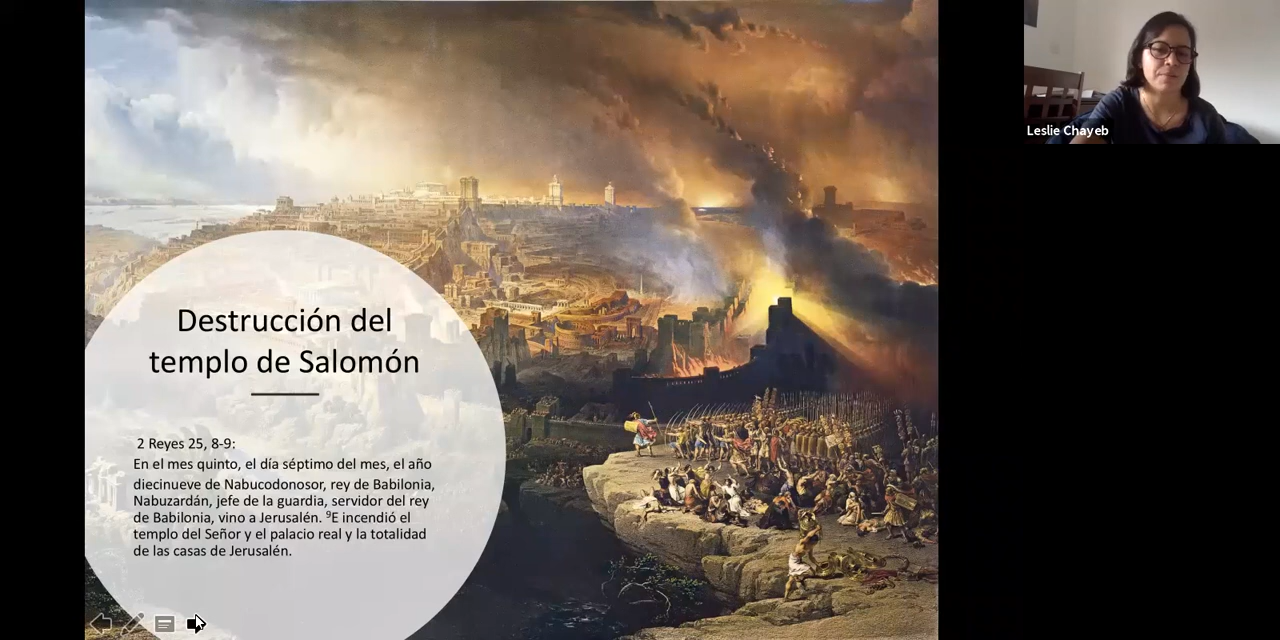 Destrucción del
templo de Salomón
2 Reyes 25, 8-9:
En el mes quinto, el día séptimo del mes, el año
diecinueve de Nabucodonosor, rey de Babilonia,
Nabuzardán, jefe de la guardia, servidor del rey
de Babilonia, vino a Jerusalén. ⁹E incendió el
templo del Señor y el palacio real y la totalidad
de las casas de Jerusalén.
Leslie Chayeb